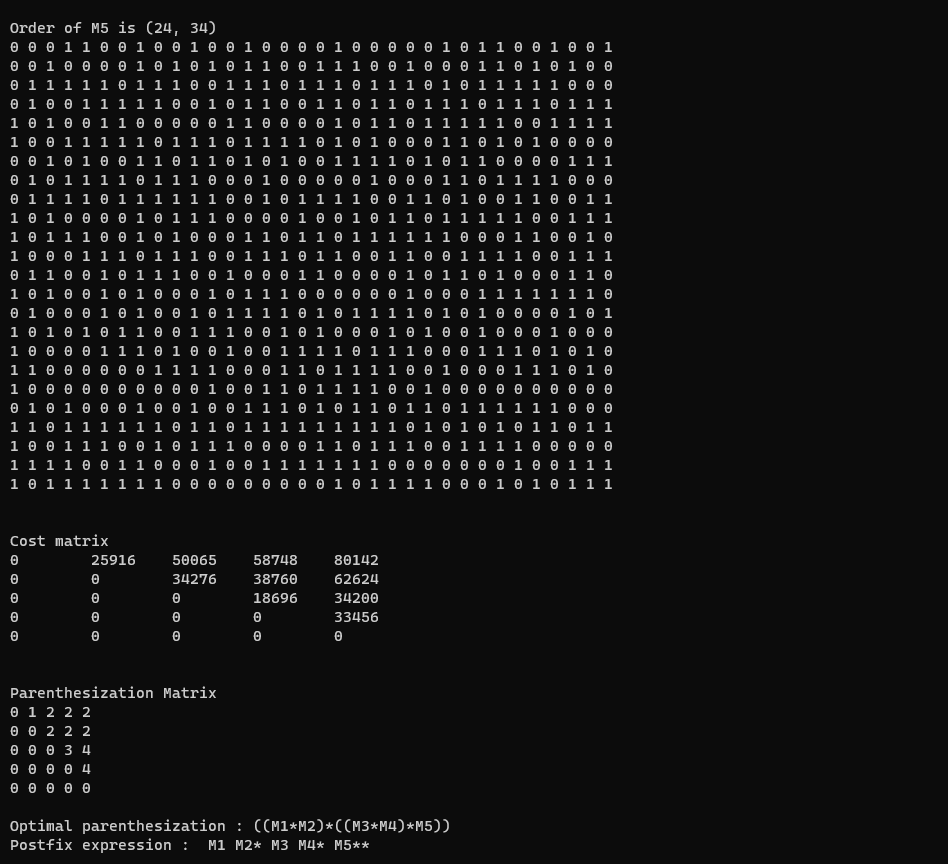 Order of M5 is (24, 34)
0 0 0 1 1 0 0 1 0 0 1 0 0 1 0 0 0 0 1 0 0 0 0 0 1 0 1 1 0 0 1 0 0 1
0 0 1 0 0 0 0 1 0 1 0 1 0 1 1 0 0 1 1 1 0 0 1 0 0 0 1 1 0 1 0 1 0 0
0 1 1 1 1 1 0 1 1 1 0 0 1 1 1 0 1 1 1 0 1 1 1 0 1 0 1 1 1 1 1 0 0 0
0 1 0 0 1 1 1 1 1 0 0 1 0 1 1 0 0 1 1 0 1 1 0 1 1 1 0 1 1 1 0 1 1 1
1 0 1 0 0 1 1 0 0 0 0 0 1 1 0 0 0 0 1 0 1 1 0 1 1 1 1 1 0 0 1 1 1 1
1 0 0 1 1 1 1 1 0 1 1 1 0 1 1 1 1 0 1 0 1 0 0 0 1 1 0 1 0 1 0 0 0 0
0 0 1 0 1 0 0 1 1 0 1 1 0 1 0 1 0 0 1 1 1 1 0 1 0 1 1 0 0 0 0 1 1 1
0 1 0 1 1 1 1 0 1 1 1 0 0 0 1 0 0 0 0 0 1 0 0 0 1 1 0 1 1 1 1 0 0 0
0 1 1 1 1 0 1 1 1 1 1 1 0 0 1 0 1 1 1 1 0 0 1 1 0 1 0 0 1 1 0 0 1 1
1 0 1 0 0 0 0 1 0 1 1 1 0 0 0 0 1 0 0 1 0 1 1 0 1 1 1 1 1 0 0 1 1 1
1 0 1 1 1 0 0 1 0 1 0 0 0 1 1 0 1 1 0 1 1 1 1 1 1 0 0 0 1 1 0 0 1 0
1 0 0 0 1 1 1 0 1 1 1 0 0 1 1 1 0 1 1 0 0 1 1 0 0 1 1 1 1 0 0 1 1 1
0 1 1 0 0 1 0 1 1 1 0 0 1 0 0 0 1 1 0 0 0 0 1 0 1 1 0 1 0 0 0 1 1 0
1 0 1 0 0 1 0 1 0 0 0 1 0 1 1 1 0 0 0 0 0 0 1 0 0 0 1 1 1 1 1 1 1 0
0 1 0 0 0 1 0 1 0 0 1 0 1 1 1 1 0 1 0 1 1 1 1 0 1 0 1 0 0 0 0 1 0 1
1 0 1 0 1 0 1 1 0 0 1 1 1 0 0 1 0 1 0 0 0 1 0 1 0 0 1 0 0 0 1 0 0 0
1 0 0 0 0 1 1 1 0 1 0 0 1 0 0 1 1 1 1 0 1 1 1 0 0 0 1 1 1 0 1 0 1 0
1 1 0 0 0 0 0 0 1 1 1 1 0 0 0 1 1 0 1 1 1 1 0 0 1 0 0 0 1 1 1 0 1 0
1 0 0 0 0 0 0 0 0 0 0 1 0 0 1 1 0 1 1 1 1 0 0 1 0 0 0 0 0 0 0 0 0 0
0 1 0 1 0 0 0 1 0 0 1 0 0 1 1 1 0 1 0 1 1 0 1 1 0 1 1 1 1 1 1 0 0 0
1 1 0 1 1 1 1 1 1 0 1 1 0 1 1 1 1 1 1 1 1 1 0 1 0 1 0 1 0 1 1 0 1 1
1 0 0 1 1 1 0 0 1 0 1 1 1 0 0 0 0 1 1 0 1 1 1 0 0 1 1 1 1 0 0 0 0 0
1 1 1 1 0 0 1 1 0 0 0 1 0 0 1 1 1 1 1 1 1 0 0 0 0 0 0 0 1 0 0 1 1 1
1 0 1 1 1 1 1 1 1 0 0 0 0 0 0 0 0 0 1 0 1 1 1 1 0 0 0 1 0 1 0 1 1 1
Cost matrix
0 25916 50065 58748 80142
0 0 34276 38760 62624
0 0 0 18696 34200
0 0 0 0 33456
0 0 0 0 0
Parenthesization Matrix
0 1 2 2 2
0 0 2 2 2
0 0 0 3 4
0 0 0 0 4
0 0 0 0 0
Optimal parenthesization : ((M1*M2)*((M3*M4)*M5))
Postfix expression :  M1 M2* M3 M4* M5**